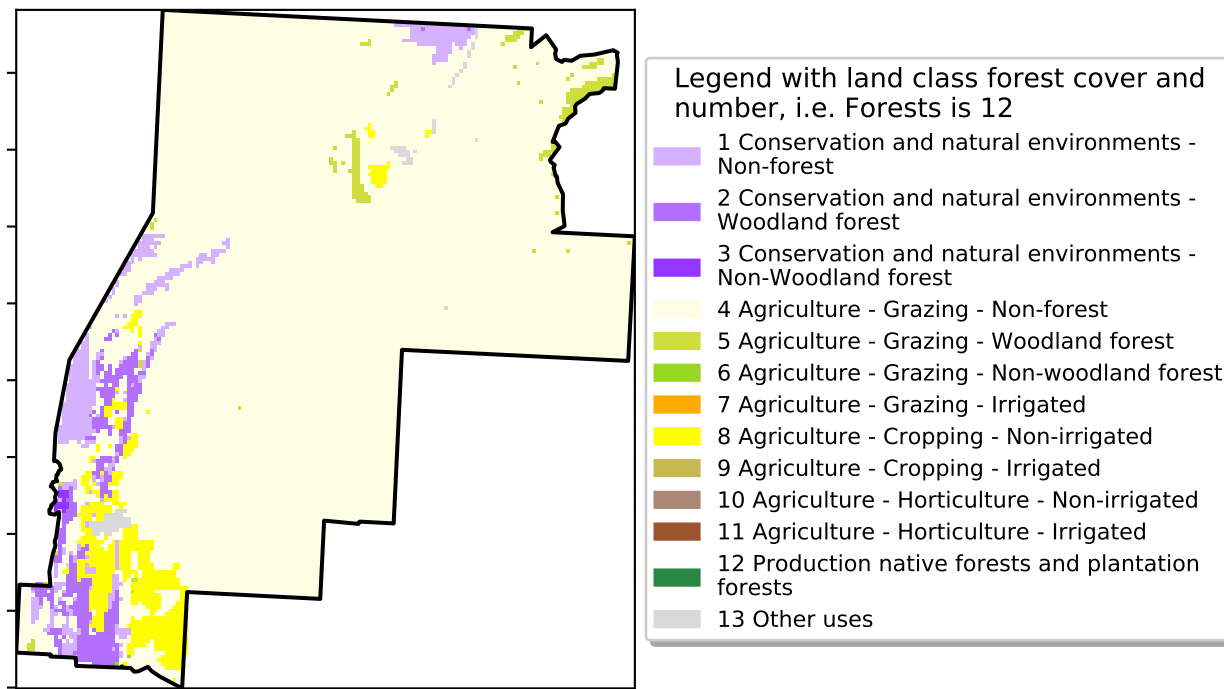 Legend with land class forest cover and
number, i.e. Forests is 12
1 Conservation and natural environments -
Non-forest
2 Conservation and natural environments -
Woodland forest
3 Conservation and natural environments -
Non-Woodland forest
4 Agriculture - Grazing - Non-forest
5 Agriculture - Grazing - Woodland forest
6 Agriculture - Grazing - Non-woodland forest
7 Agriculture - Grazing - Irrigated
8 Agriculture - Cropping - Non-irrigated
9 Agriculture - Cropping - Irrigated
10 Agriculture - Horticulture - Non-irrigated
11 Agriculture - Horticulture - Irrigated
12 Production native forests and plantation
forests
13 Other uses